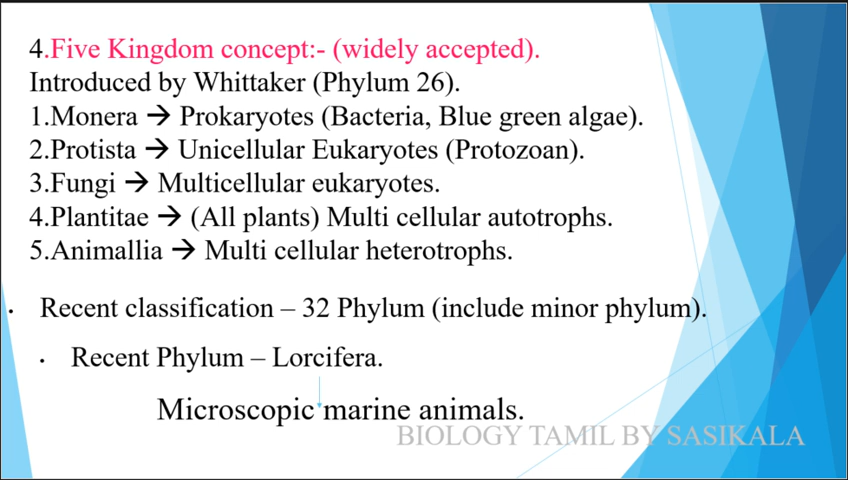 4.Five Kingdom concept:- (widely accepted).
Introduced by Whittaker (Phylum 26).
1.Monera → Prokaryotes (Bacteria, Blue green algae).
2.Protista → Unicellular Eukaryotes (Protozoan).
3.Fungi → Multicellular eukaryotes.
4.Plantitae → (All plants) Multi cellular autotrophs.
5.Animallia → Multi cellular heterotrophs.
• Recent classification – 32 Phylum (include minor phylum).
• Recent Phylum – Lorcifera.
Microscopic marine animals.
BIOLOGY TAMIL BY SASIKALA